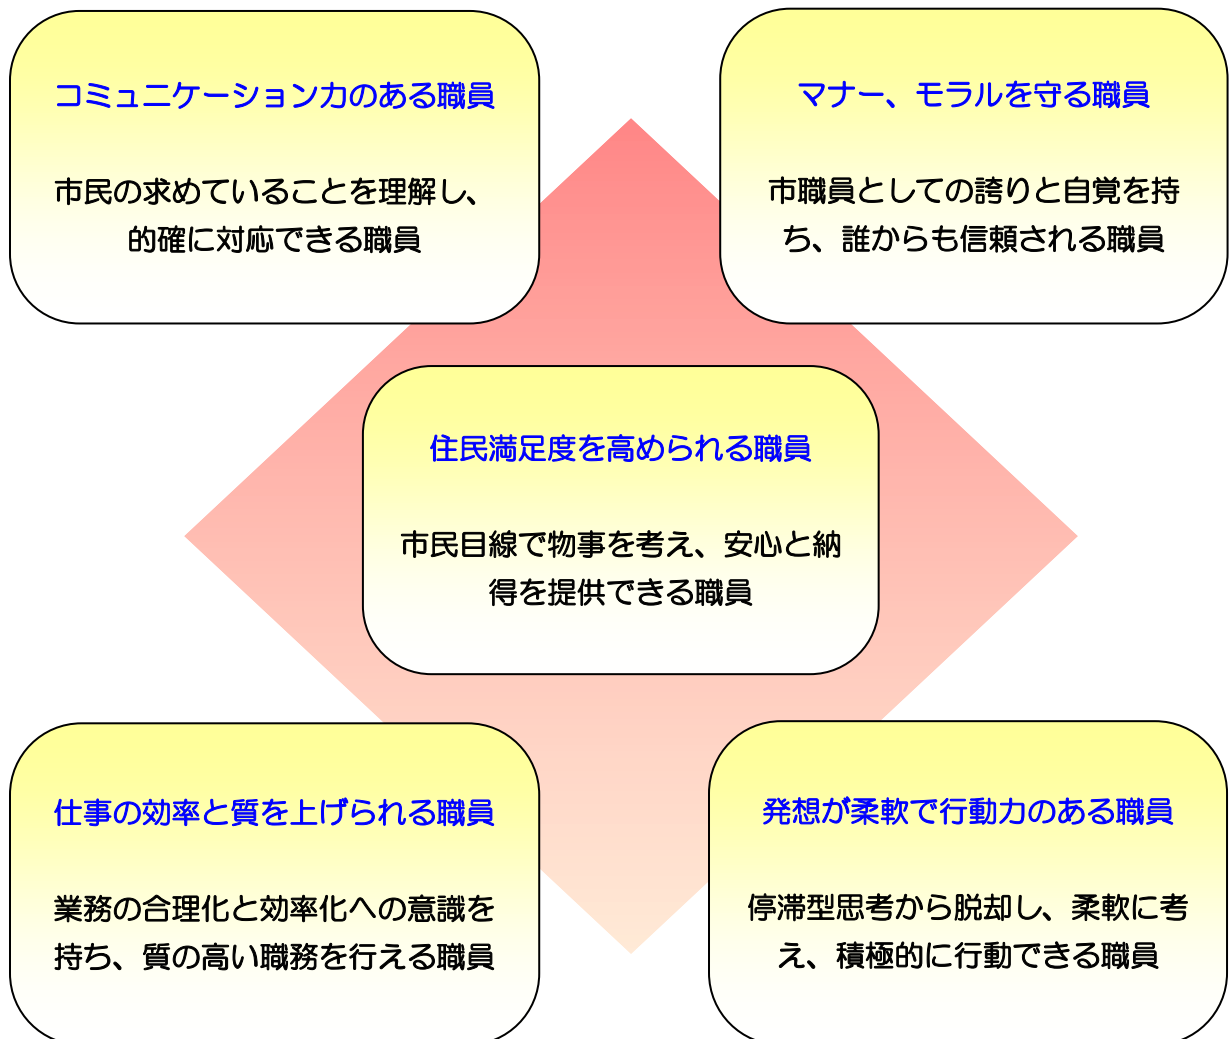 コミュニケーション力のある職員
市民の求めていることを理解し、
的確に対応できる職員
マナー、モラルを守る職員
市職員としての誇りと自覚を持
ち、誰からも信頼される職員
住民満足度を高められる職員
市民目線で物事を考え、安心と納
得を提供できる職員
仕事の効率と質を上げられる職員
業務の合理化と効率化への意識を
持ち、質の高い職務を行える職員
発想が柔軟で行動力のある職員
停滞型思考から脱却し、柔軟に考
え、積極的に行動できる職員